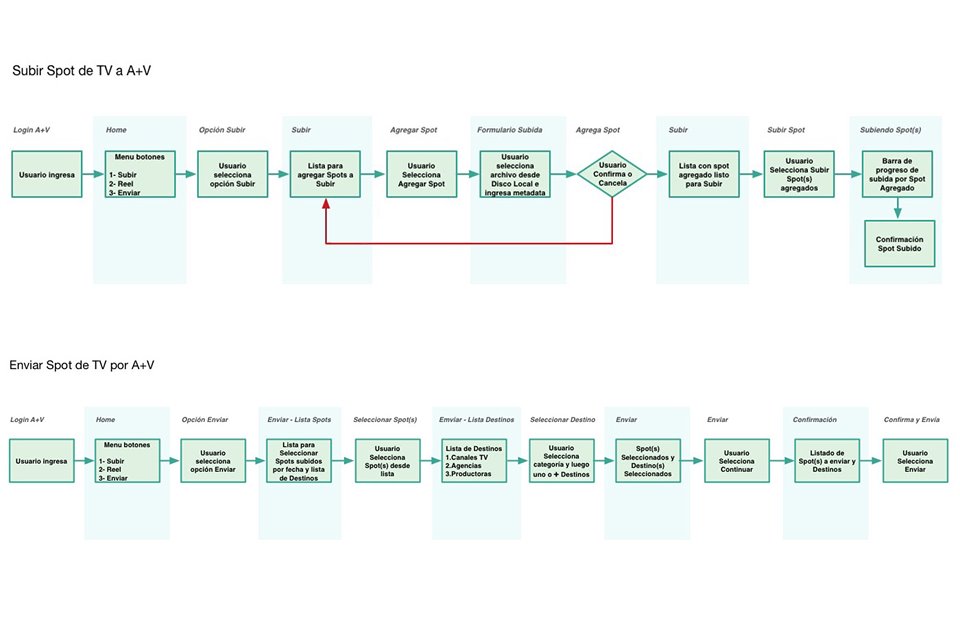 Subir Spot de TV a A+V
Login A+V
Home
Opción Subir
Subir
Agregar Spot
Formulario Subida
Agrega Spot
Subir
Subir Spot
Subiendo Spot(s)
Usuario ingresa
Menu botones
1- Subir
2- Reel
3- Enviar
Usuario
selecciona
opción Subir
Lista para
agregar Spots a
Subir
Usuario
Selecciona
Agregar Spot
Usuario
selecciona
archivo desde
Disco Local e
ingresa metadata
Usuario
Confirma o
Cancela
Lista con spot
agregado listo
para Subir
Usuario
Selecciona Subir
Spot(s)
agregados
Barra de
progreso de
subida por Spot
Agregado
Confirmación
Spot Subido
Enviar Spot de TV por A+V
Login A+V
Home
Opción Enviar
Enviar - Lista Spots
Seleccionar Spot(s)
Emviar - Lista Destinos
Seleccionar Destino
Enviar
Enviar
Confirmación
Confirma y Envía
Usuario ingresa
Menu botones
1- Subir
2- Reel
3- Enviar
Usuario
selecciona
opción Enviar
Lista para
Seleccionar
Spots subidos
por fecha y lista
de Destinos
Usuario
Selecciona
Spot(s) desde
lista
Lista de Destinos
1.Canales TV
2.Agencias
3.Productoras
Usuario
Selecciona
categoría y luego
uno o + Destinos
Spot(s)
Seleccionados y
Destino(s)
Seleccionados
Usuario
Selecciona
Continuar
Listado de
Spot(s) a enviar y
Destinos
Usuario
Selecciona
Enviar